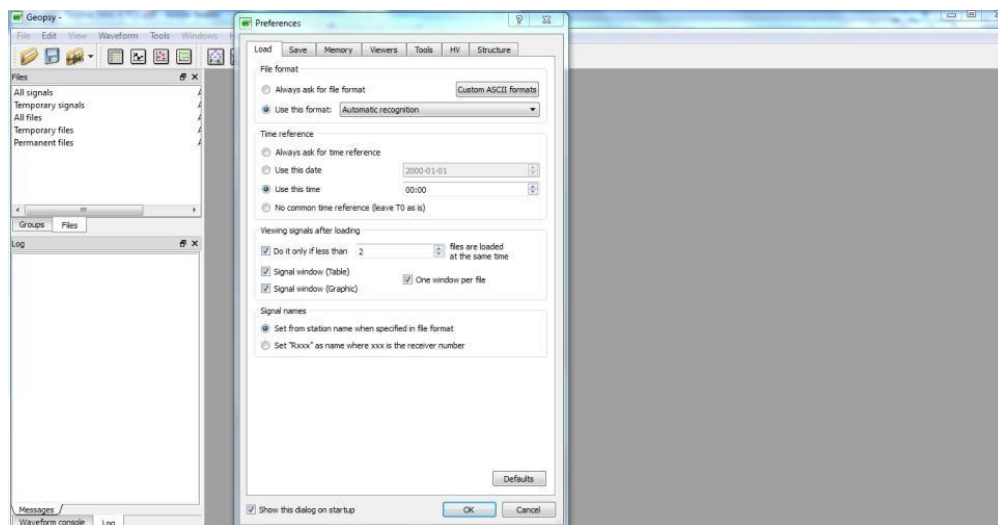 Geopsy -
File Edit View Waveform Tools Windows
Files
All signals
Temporary signals
All files
Temporary files
Permanent files
Groups Files
Log
Messages
Waveform console Log
Preferences
Load Save Memory Viewers Tools HV Structure
File format
Always ask for file format Custom ASCII formats
Use this format: Automatic recognition
Time reference
Always ask for time reference
Use this date 2000-01-01
Use this time 00:00
No common time reference (leave T0 as is)
Viewing signals after loading
Do it only if less than 2 files are loaded
at the same time
Signal window (Table)
One window per file
Signal window (Graphic)
Signal names
Set from station name when specified in file format
Set "Rxxx" as name where xxx is the receiver number
Defaults
Show this dialog on startup OK Cancel